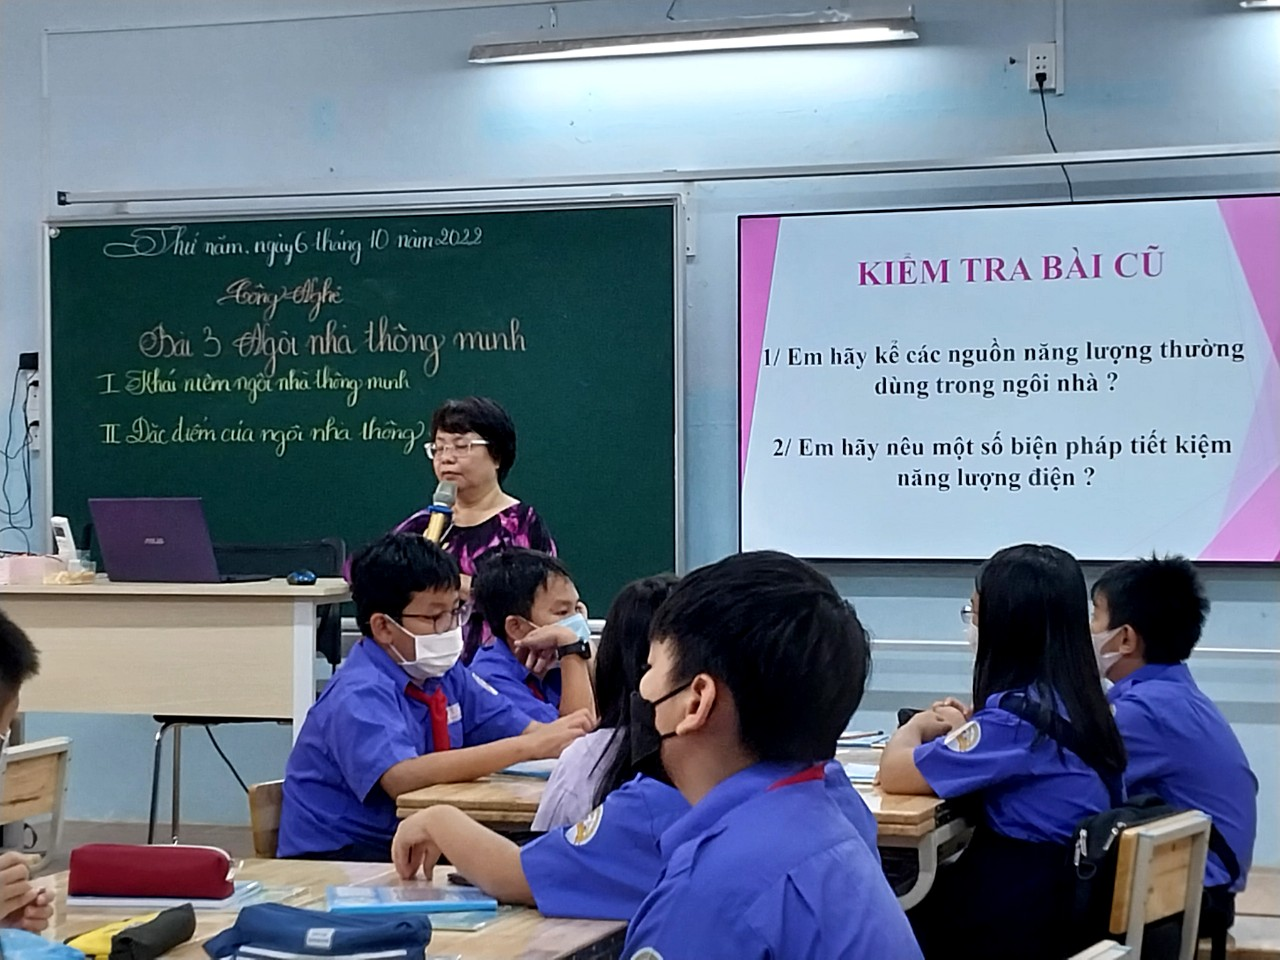 Thứ năm, ngày 6 tháng 10 năm 2022
Công Nghệ
Bài 3 Ngôi nhà thông minh
I Khái niệm ngôi nhà thông minh
II Đặc điểm của ngôi nhà thông
KIỂM TRA BÀI CŨ
1/ Em hãy kể các nguồn năng lượng thường
dùng trong ngôi nhà ?
2/ Em hãy nêu một số biện pháp tiết kiệm
năng lượng điện ?
ASUS